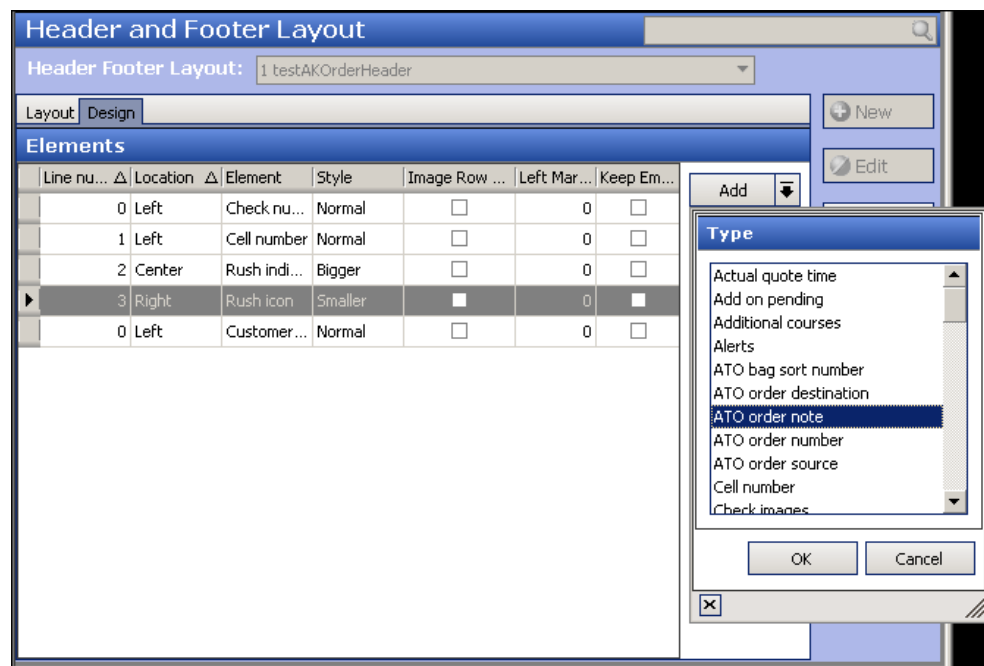 Header and Footer Layout
Header Footer Layout: 1 testAKOrderHeader
Layout Design
New
Elements
Edit
Line nu... Location Element Style Image Row ... Left Mar... Keep Em...
Add
0 Left Check nu... Normal 0
1 Left Cell number Normal 0
2 Center Rush indi... Bigger 0
3 Right Rush icon Smaller 0
0 Left Customer... Normal 0
Type
Actual quote time
Add on pending
Additional courses
Alerts
ATO bag sort number
ATO order destination
ATO order note
ATO order number
ATO order source
Cell number
Check images
OK Cancel